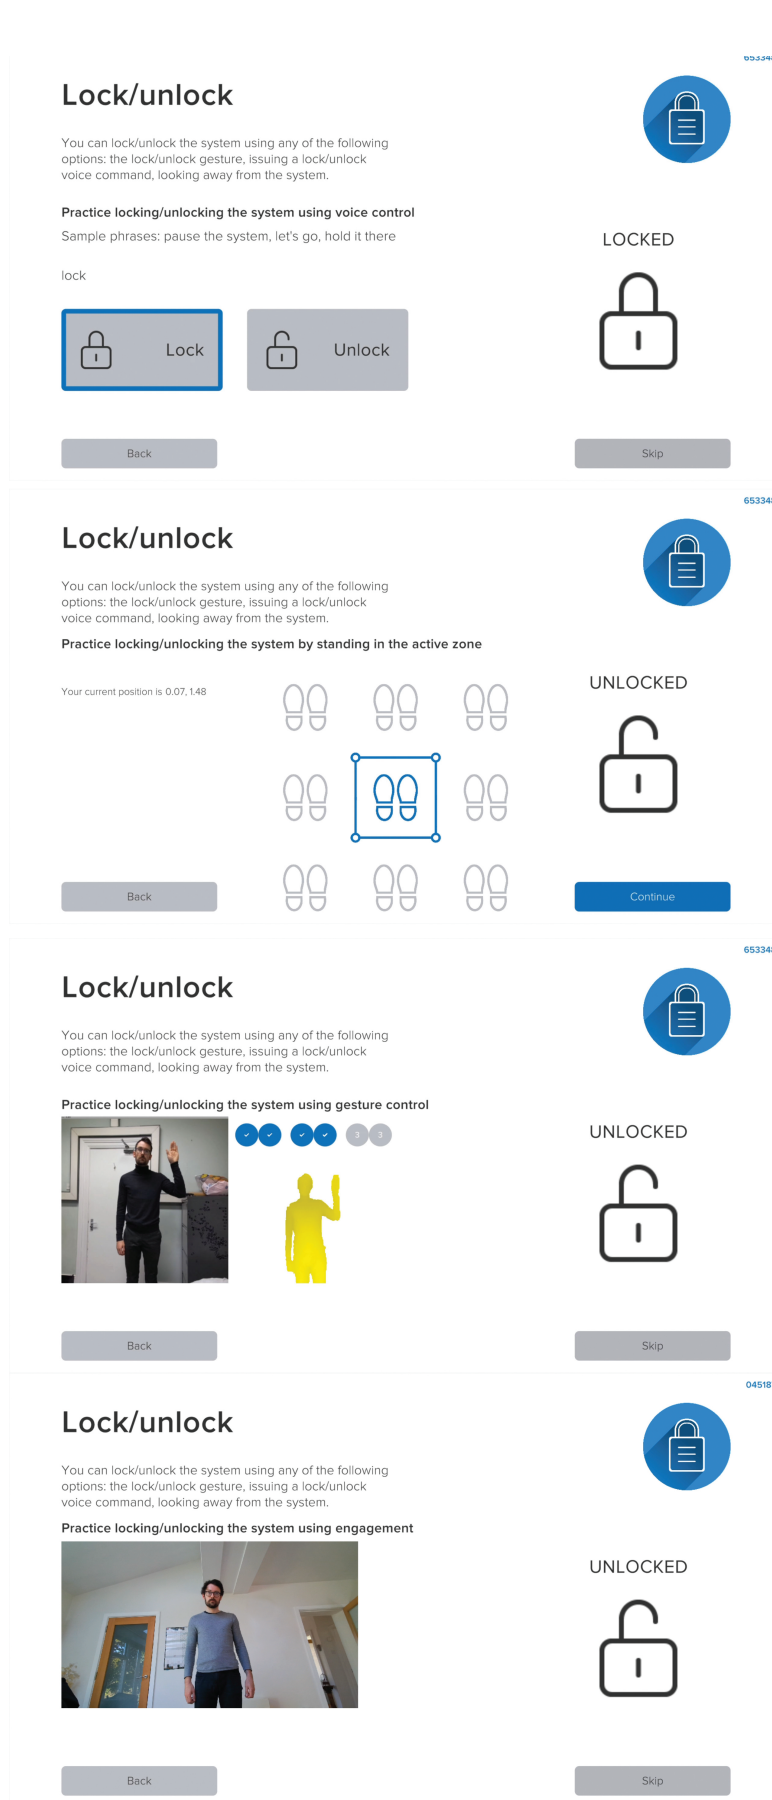 65334
Lock/unlock
You can lock/unlock the system using any of the following
options: the lock/unlock gesture, issuing a lock/unlock
voice command, looking away from the system.
Practice locking/unlocking the system using voice control
Sample phrases: pause the system, let's go, hold it there
LOCKED
lock
Lock
Unlock
Back
Skip
65334
Lock/unlock
You can lock/unlock the system using any of the following
options: the lock/unlock gesture, issuing a lock/unlock
voice command, looking away from the system.
Practice locking/unlocking the system by standing in the active zone
Your current position is 0.07, 1.48
UNLOCKED
Back
Continue
65334
Lock/unlock
You can lock/unlock the system using any of the following
options: the lock/unlock gesture, issuing a lock/unlock
voice command, looking away from the system.
Practice locking/unlocking the system using gesture control
3 3
UNLOCKED
Back
Skip
04518
Lock/unlock
You can lock/unlock the system using any of the following
options: the lock/unlock gesture, issuing a lock/unlock
voice command, looking away from the system.
Practice locking/unlocking the system using engagement
UNLOCKED
Back
Skip